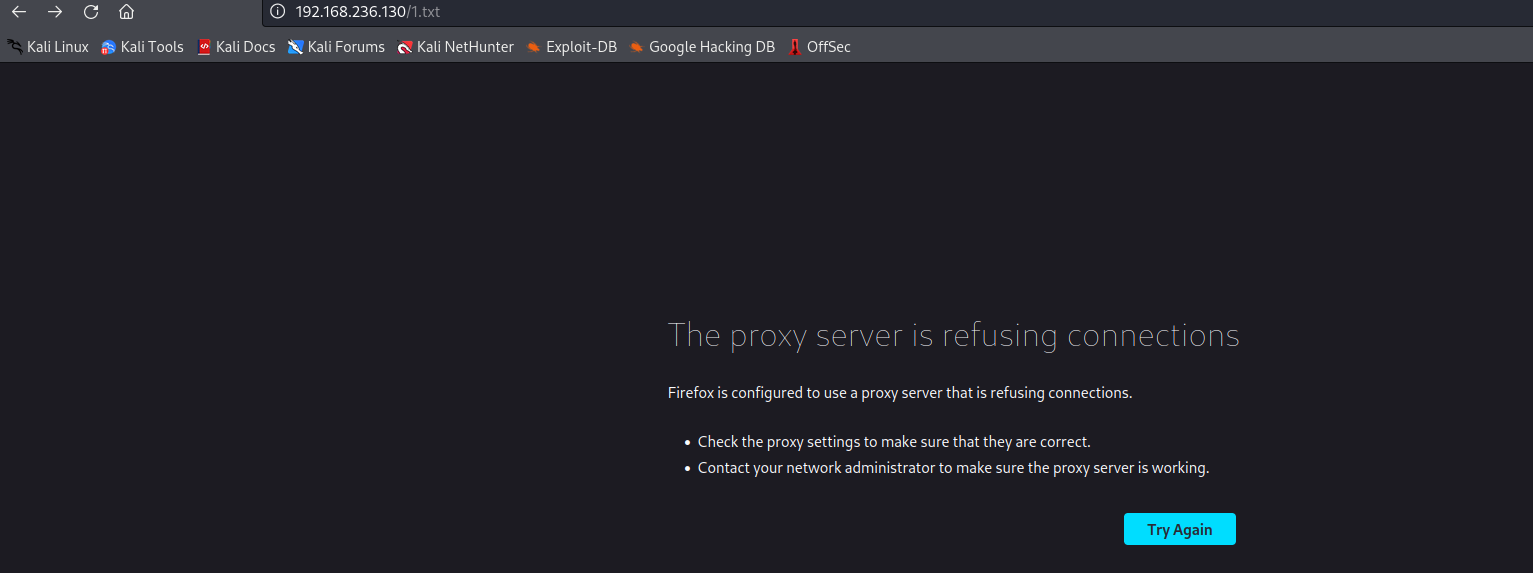 192.168.236.130/1.txt
Kali Linux Kali Tools Kali Docs Kali Forums Kali NetHunter Exploit-DB Google Hacking DB OffSec
The proxy server is refusing connections
Firefox is configured to use a proxy server that is refusing connections.
Check the proxy settings to make sure that they are correct.
Contact your network administrator to make sure the proxy server is working.
Try Again